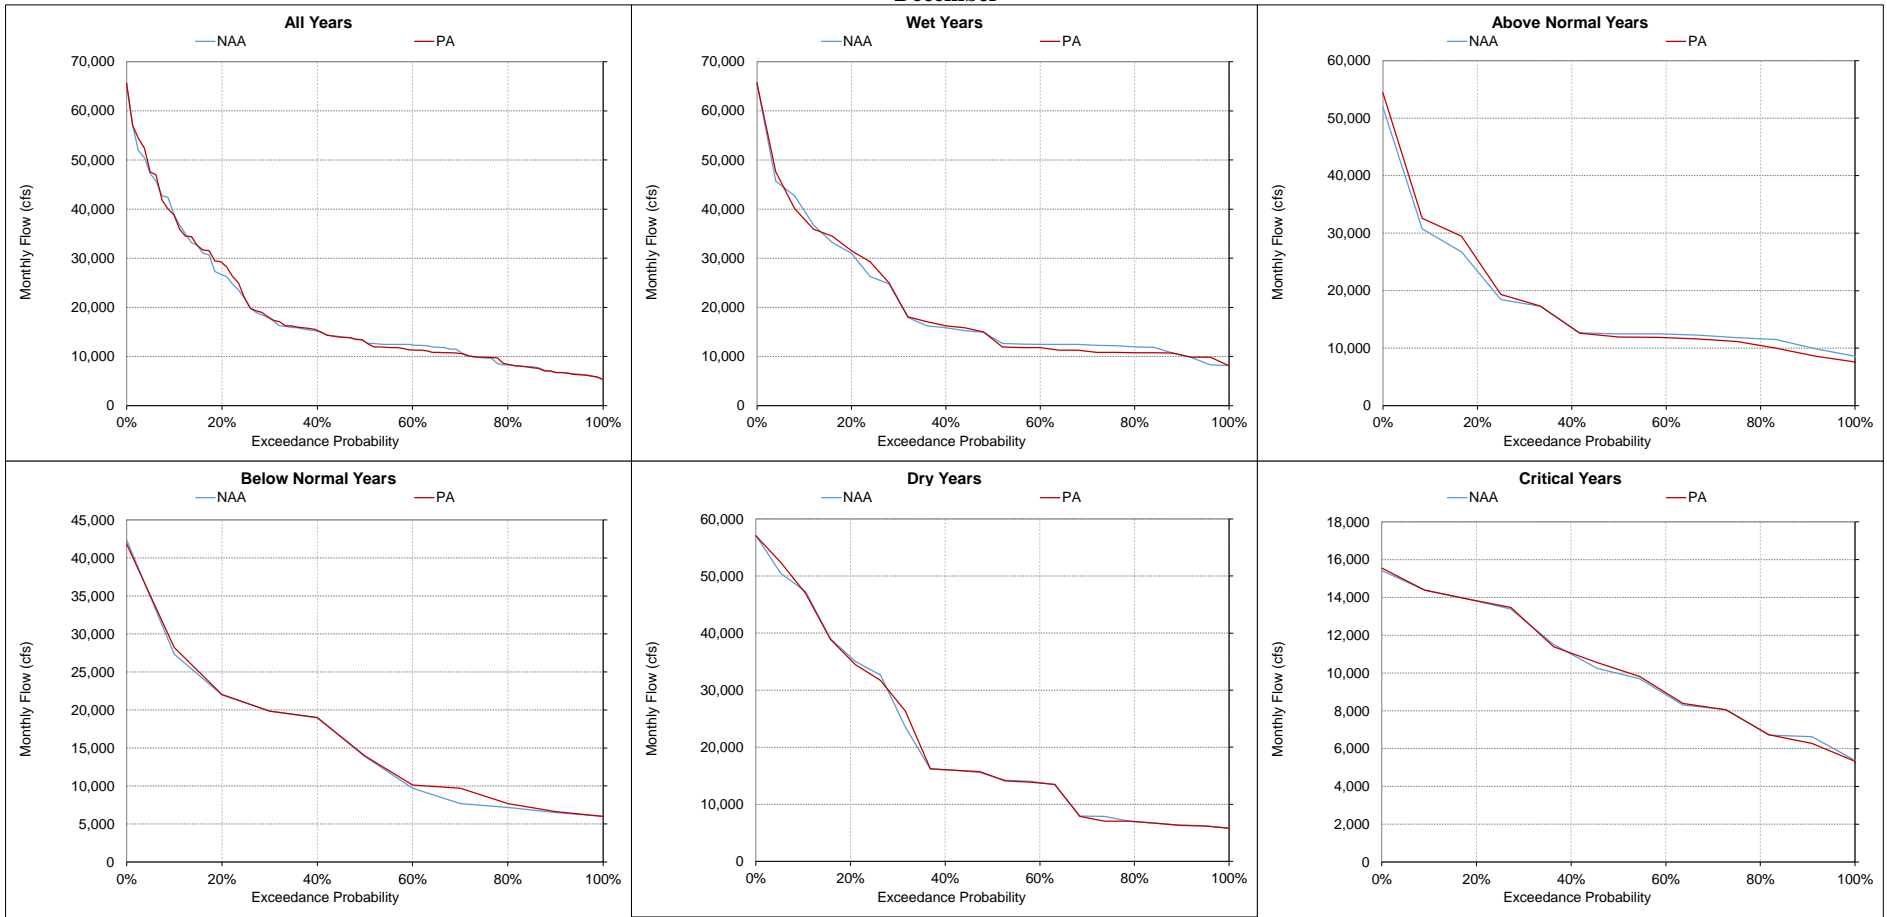 December
All Years
NAA PA
70,000
60,000
50,000
40,000
30,000
20,000
10,000
0
Monthly Flow (cfs)
0% 20% 40% 60% 80% 100%
Exceedance Probability
Wet Years
NAA PA
70,000
60,000
50,000
40,000
30,000
20,000
10,000
0
Monthly Flow (cfs)
0% 20% 40% 60% 80% 100%
Exceedance Probability
Above Normal Years
NAA PA
60,000
50,000
40,000
30,000
20,000
10,000
0
Monthly Flow (cfs)
0% 20% 40% 60% 80% 100%
Exceedance Probability
Below Normal Years
NAA PA
45,000
40,000
35,000
30,000
25,000
20,000
15,000
10,000
5,000
0
Monthly Flow (cfs)
0% 20% 40% 60% 80% 100%
Exceedance Probability
Dry Years
NAA PA
60,000
50,000
40,000
30,000
20,000
10,000
0
Monthly Flow (cfs)
0% 20% 40% 60% 80% 100%
Exceedance Probability
Critical Years
NAA PA
18,000
16,000
14,000
12,000
10,000
8,000
6,000
4,000
2,000
0
Monthly Flow (cfs)
0% 20% 40% 60% 80% 100%
Exceedance Probability